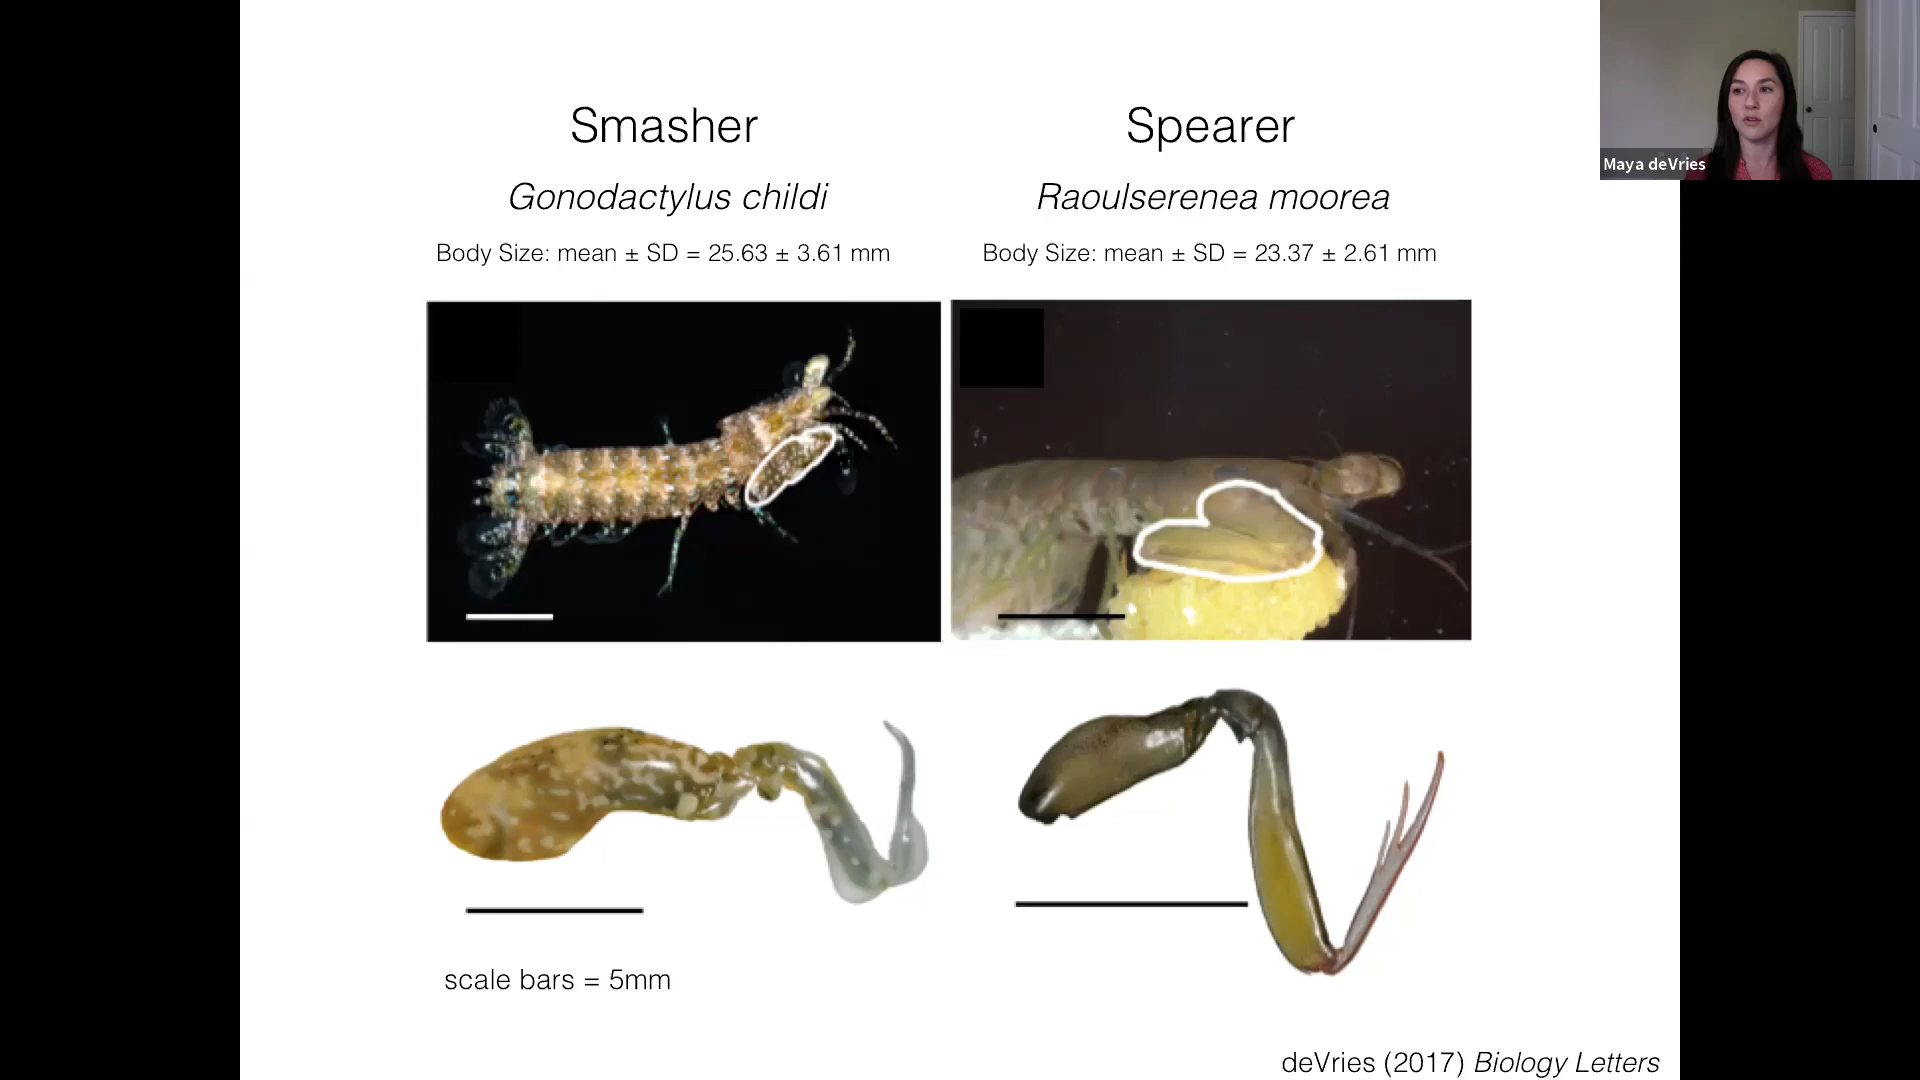 Smasher
Spearer
Gonodactylus childi
Raoulserenea moorea
Body Size: mean ± SD = 25.63 ± 3.61 mm
Body Size: mean ± SD = 23.37 ± 2.61 mm
Maya deVries
scale bars = 5mm
deVries (2017) Biology Letters